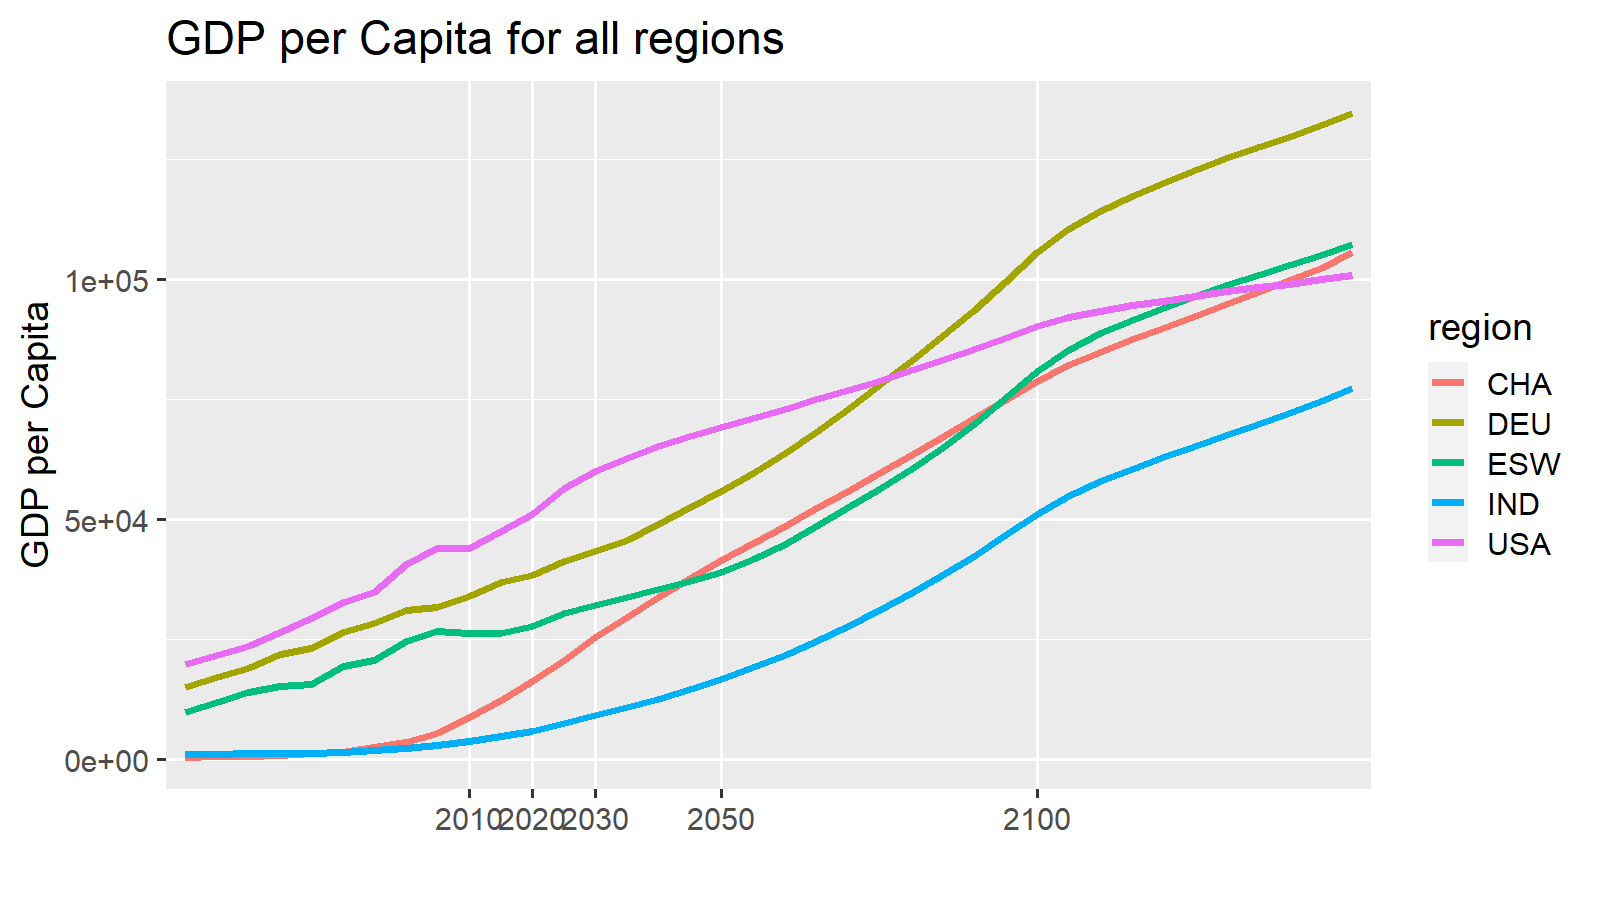 GDP per Capita for all regions
GDP per Capita
1e+05
5e+04
0e+00
2010 2020 2030 2050 2100
region
CHA
DEU
ESW
IND
USA